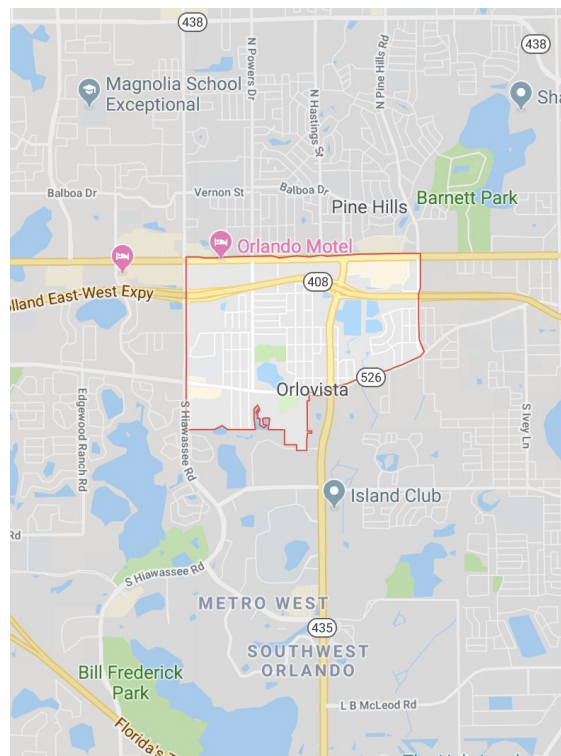 438
N Powers Dr
N Pine Hills Rd
438
Magnolia School
Exceptional
N Hastings St
Sha
Balboa Dr
Vernon St
Balboa Dr
Barnett Park
Pine Hills
Orlando Motel
408
olland East-West Expy
526
Orlovista
Edgewood Ranch Rd
S Hiawassee Rd
S Ivey Ln
Island Club
Rd
S Hiawassee Rd
METRO WEST
435
SOUTHWEST
ORLANDO
Bill Frederick
Park
L B McLeod Rd
Florida's